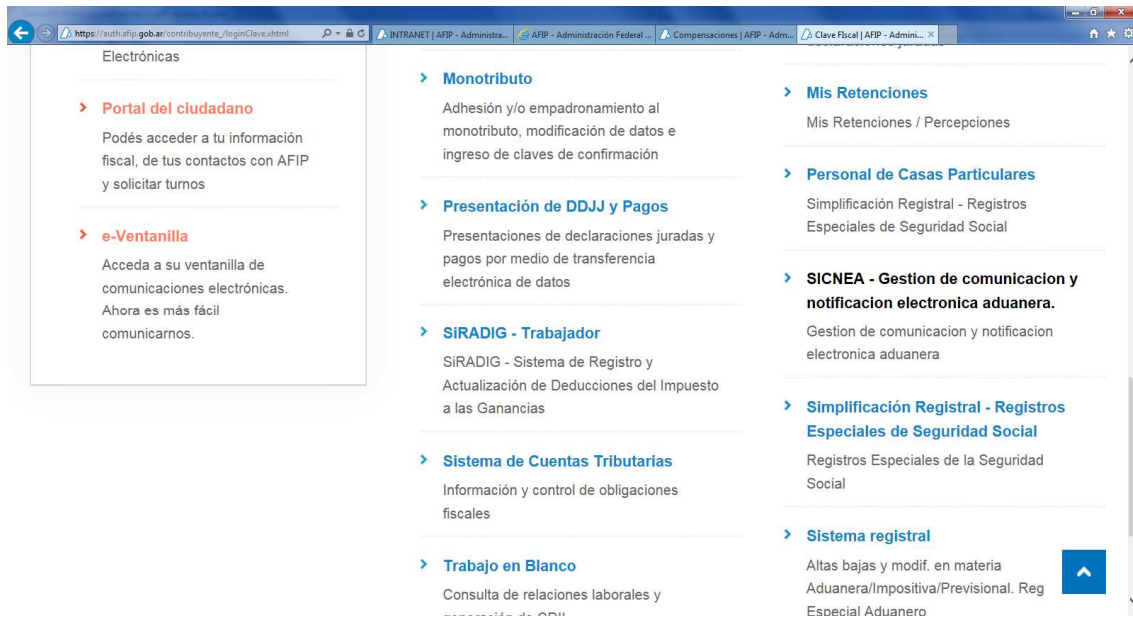 https://auth.afip.gob.ar/contribuyente_/loginClave.xhtml
INTRANET | AFIP - Administra...
AFIP - Administración Federal ...
Compensaciones | AFIP - Adm...
Clave FIscal | AFIP - Admini...
Electrónicas
Portal del ciudadano
Podés acceder a tu información
fiscal, de tus contactos con AFIP
y solicitar turnos
e-Ventanilla
Acceda a su ventanilla de
comunicaciones electrónicas.
Ahora es más fácil
comunicarnos.
Monotributo
Adhesión y/o empadronamiento al
monotributo, modificación de datos e
ingreso de claves de confirmación
Presentación de DDJJ y Pagos
Presentaciones de declaraciones juradas y
pagos por medio de transferencia
electrónica de datos
SiRADIG - Trabajador
SiRADIG - Sistema de Registro y
Actualización de Deducciones del Impuesto
a las Ganancias
Sistema de Cuentas Tributarias
Información y control de obligaciones
fiscales
Trabajo en Blanco
Consulta de relaciones laborales y
generación de
declaraciones juradas
Mis Retenciones
Mis Retenciones / Percepciones
Personal de Casas Particulares
Simplificación Registral - Registros
Especiales de Seguridad Social
SICNEA - Gestion de comunicacion y
notificacion electronica aduanera.
Gestion de comunicacion y notificacion
electronica aduanera
Simplificación Registral - Registros
Especiales de Seguridad Social
Registros Especiales de la Seguridad
Social
Sistema registral
Altas bajas y modif. en materia
Aduanera/Impositiva/Previsional. Reg
Especial Aduanero